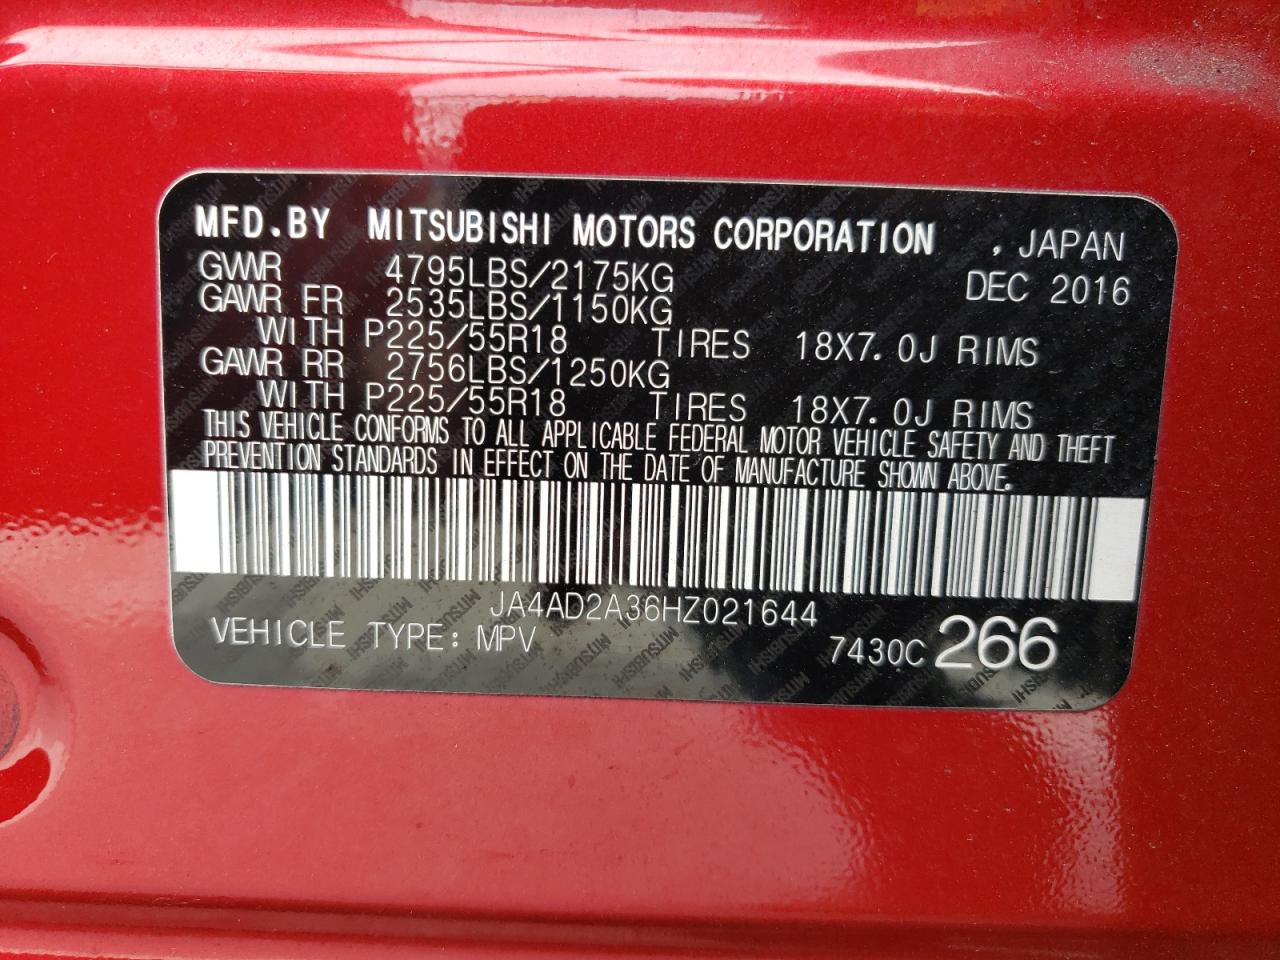 MFD.BY MITSUBISHI MOTORS CORPORATION , JAPAN
GVWR 4795LBS/2175KG DEC 2016
GAWR FR 2535LBS/1150KG
WITH P225/55R18 TIRES 18X7.0J RIMS
GAWR RR 2756LBS/1250KG
WITH P225/55R18 TIRES 18X7.0J RIMS
THIS VEHICLE CONFORMS TO ALL APPLICABLE FEDERAL MOTOR VEHICLE SAFETY AND THEFT
PREVENTION STANDARDS IN EFFECT ON THE DATE OF MANUFACTURE SHOWN ABOVE.
JA4AD2A36HZ021644
VEHICLE TYPE: MPV 7430C 266